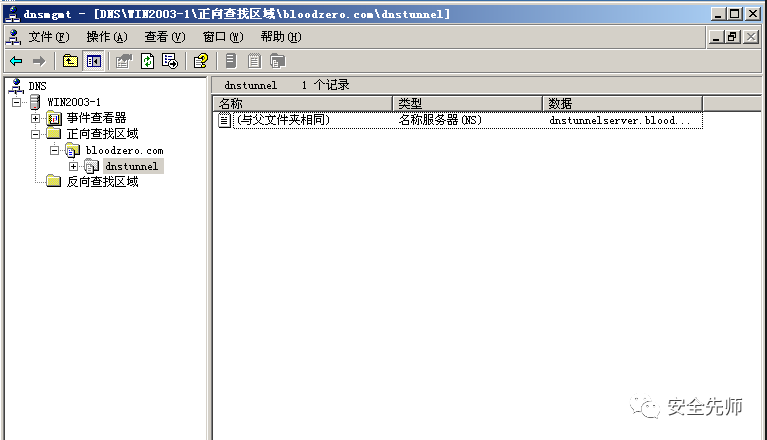 dnsmgmt - [DNS\WIN2003-1\正向查找区域\bloodzero.com\dnstunnel]
文件(F) 操作(A) 查看(V) 窗口(W) 帮助(H)
DNS
WIN2003-1
事件查看器
正向查找区域
bloodzero.com
dnstunnel
反向查找区域
dnstunnel 1 个记录
名称 类型 数据
(与父文件夹相同) 名称服务器(NS) dnstunnelserver.blood...
安全先师